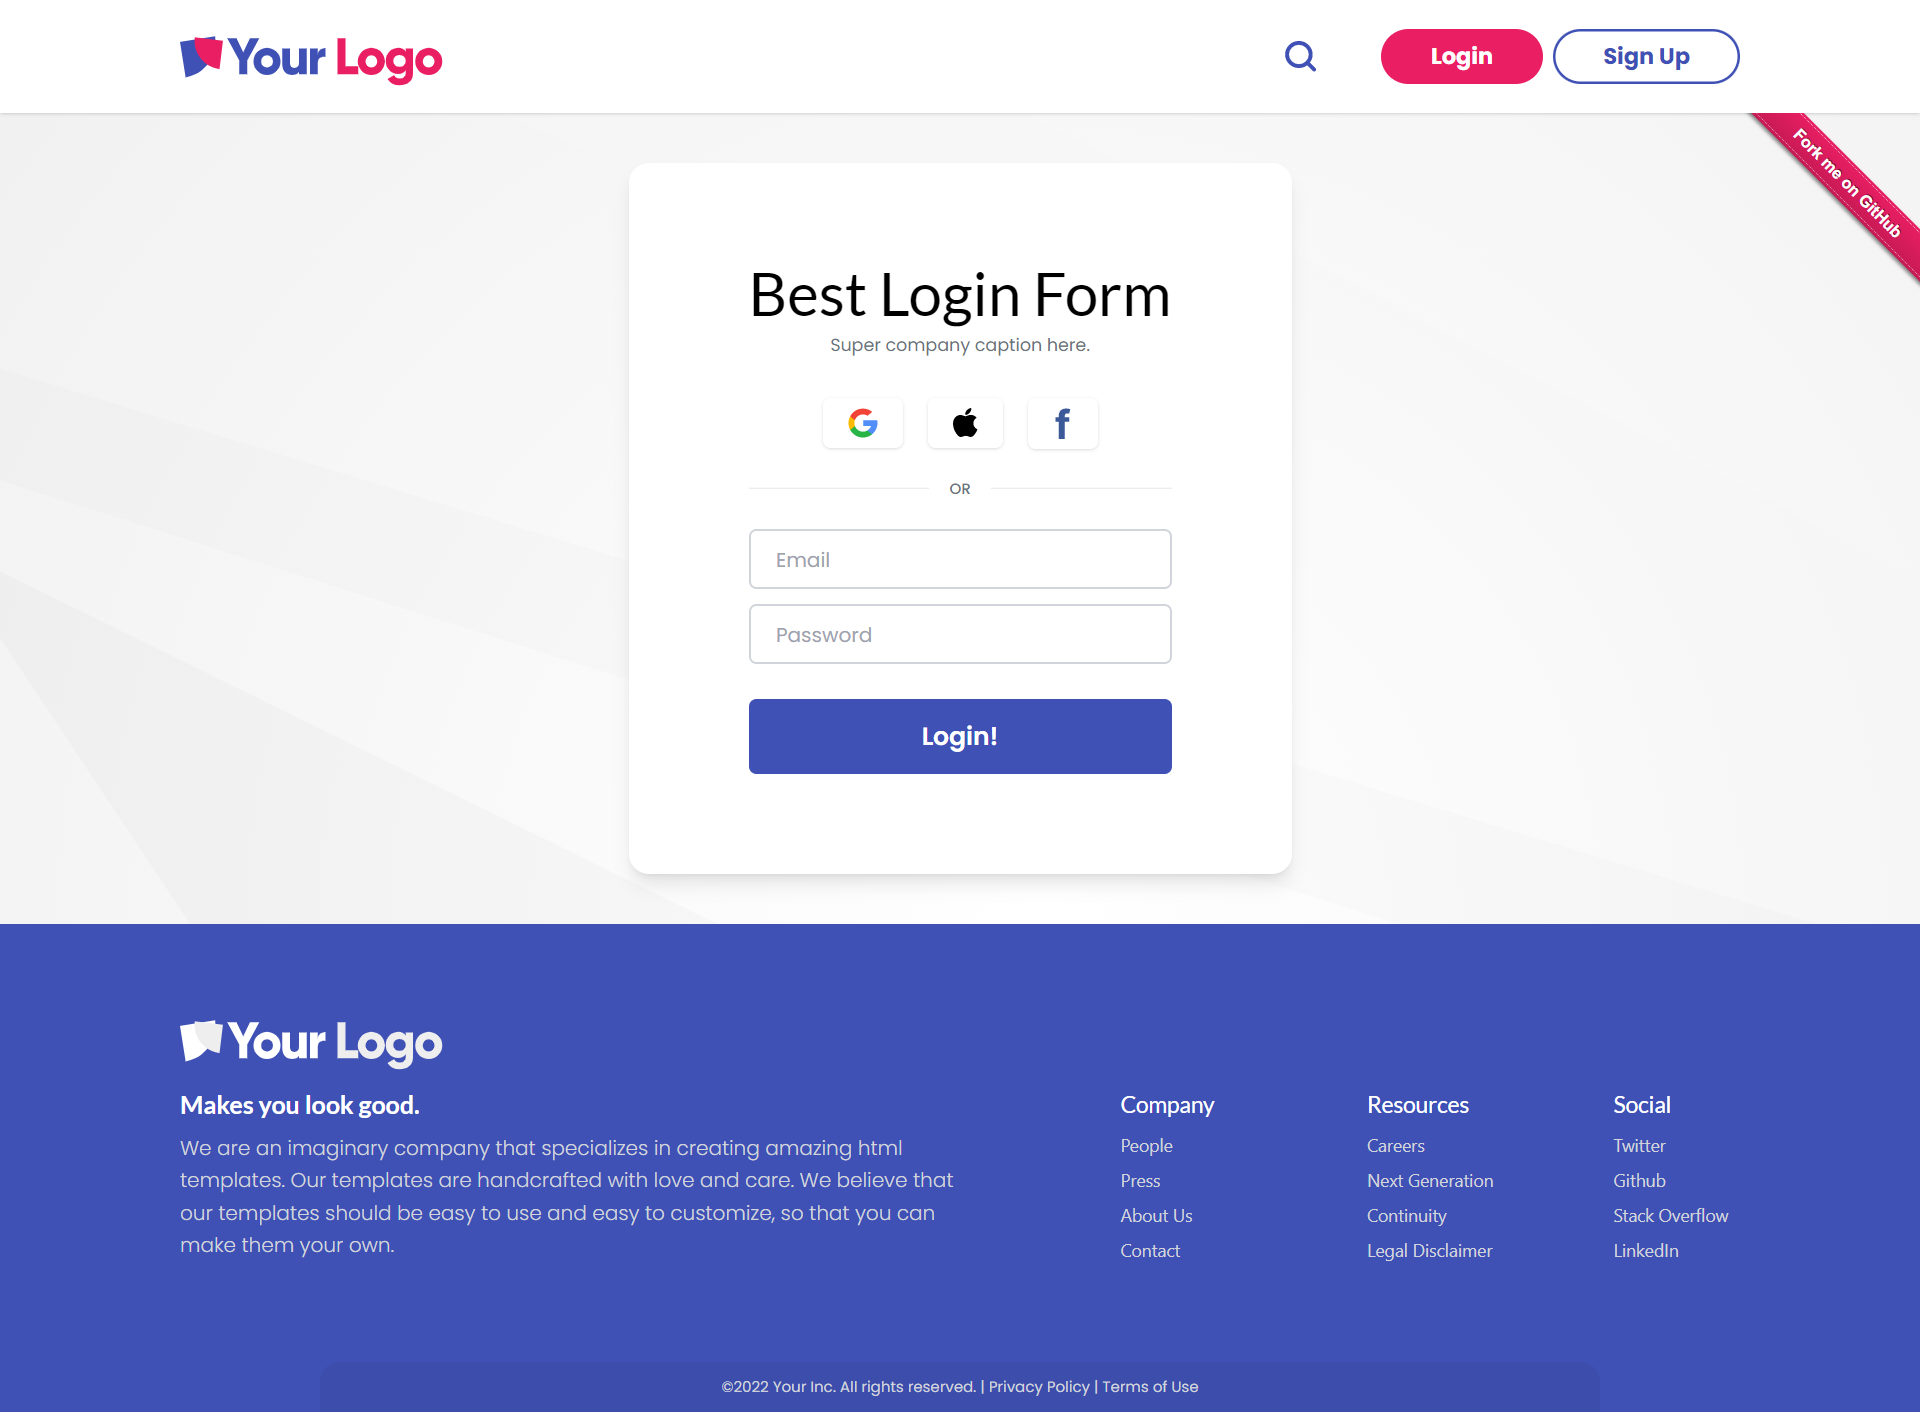 Your Logo
Login
Sign Up
Fork me on GitHub
Best Login Form
Super company caption here.
OR
Email
Password
Login!
Your Logo
Makes you look good.
We are an imaginary company that specializes in creating amazing html
templates. Our templates are handcrafted with love and care. We believe that
our templates should be easy to use and easy to customize, so that you can
make them your own.
Company
People
Press
About Us
Contact
Resources
Careers
Next Generation
Continuity
Legal Disclaimer
Social
Twitter
Github
Stack Overflow
LinkedIn
©2022 Your Inc. All rights reserved. | Privacy Policy | Terms of Use